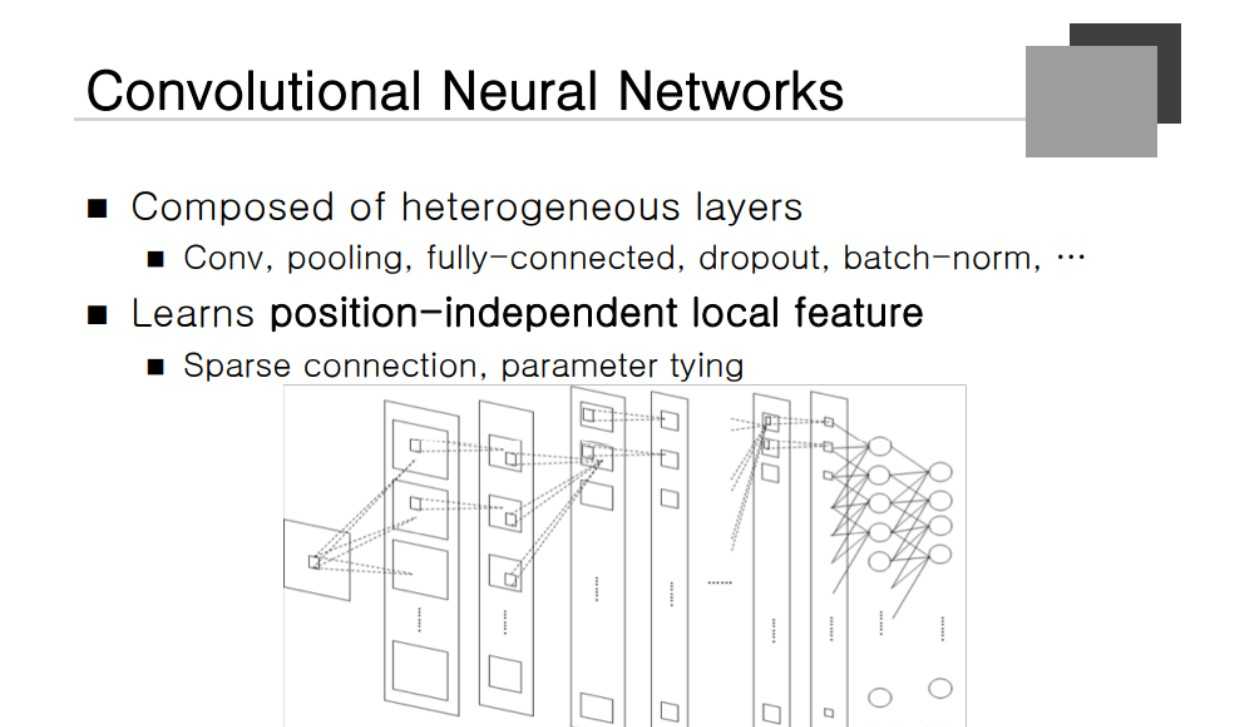 Convolutional Neural Networks
■ Composed of heterogeneous layers
■ Conv, pooling, fully-connected, dropout, batch-norm, …
■ Learns position-independent local feature
■ Sparse connection, parameter tying